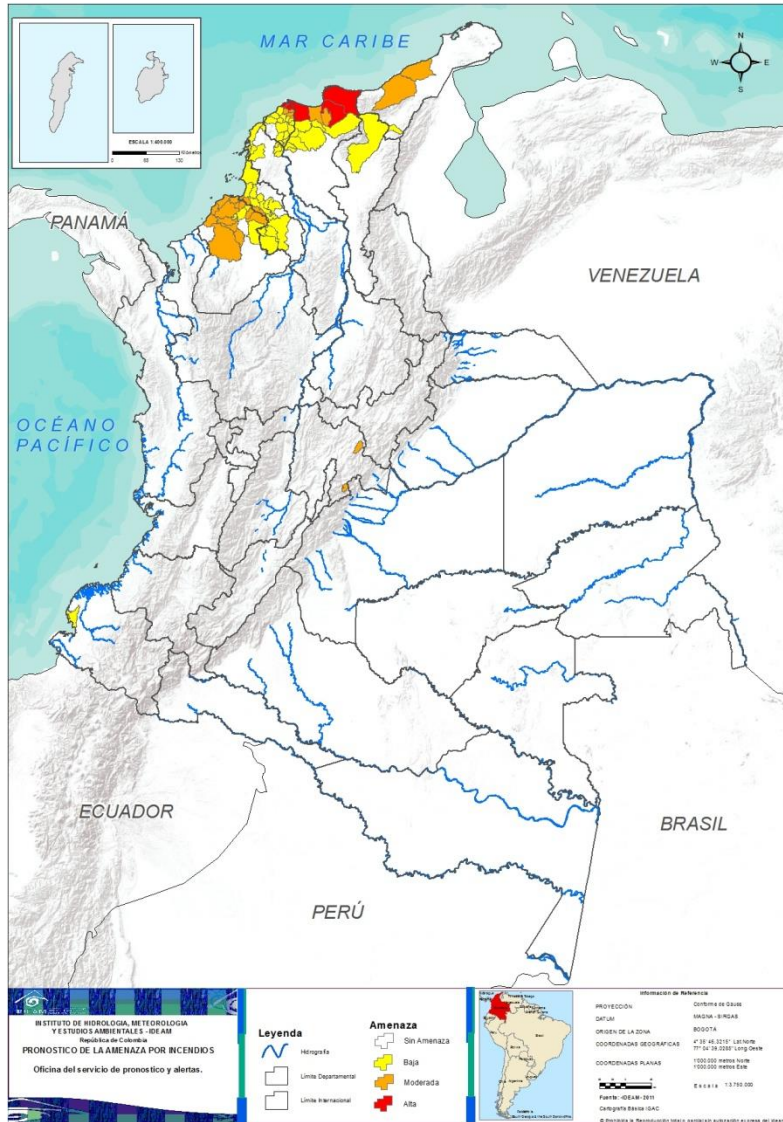 MAR CARIBE
N
W
E
S
ESCALA 1:400.000
PANAMÁ
VENEZUELA
OCÉANO
PACÍFICO
ECUADOR
BRASIL
PERÚ
INSTITUTO DE HIDROLOGIA, METEOROLOGIA
Y ESTUDIOS AMBIENTALES - IDEAM
República de Colombia
PRONOSTICO DE LA AMENAZA POR INCENDIOS
Oficina del servicio de pronostico y alertas.
Leyenda
Hidrografía
Límite Departamental
Límite Internacional
Amenaza
Sin Amenaza
Baja
Moderada
Alta
Información de Referencia
PROYECCIÓN Conforme de Gauss
DATUM MAGNA - SIRGAS
ORIGEN DE LA ZONA BOGOTÁ
COORDENADAS GEOGRÁFICAS
COORDENADAS PLANAS 1'000.000 metros Norte
1'000.000 metros Este
Escala 1:3.750.000
Fuente: IDEAM - 2011
Cartografía Básica IGAC